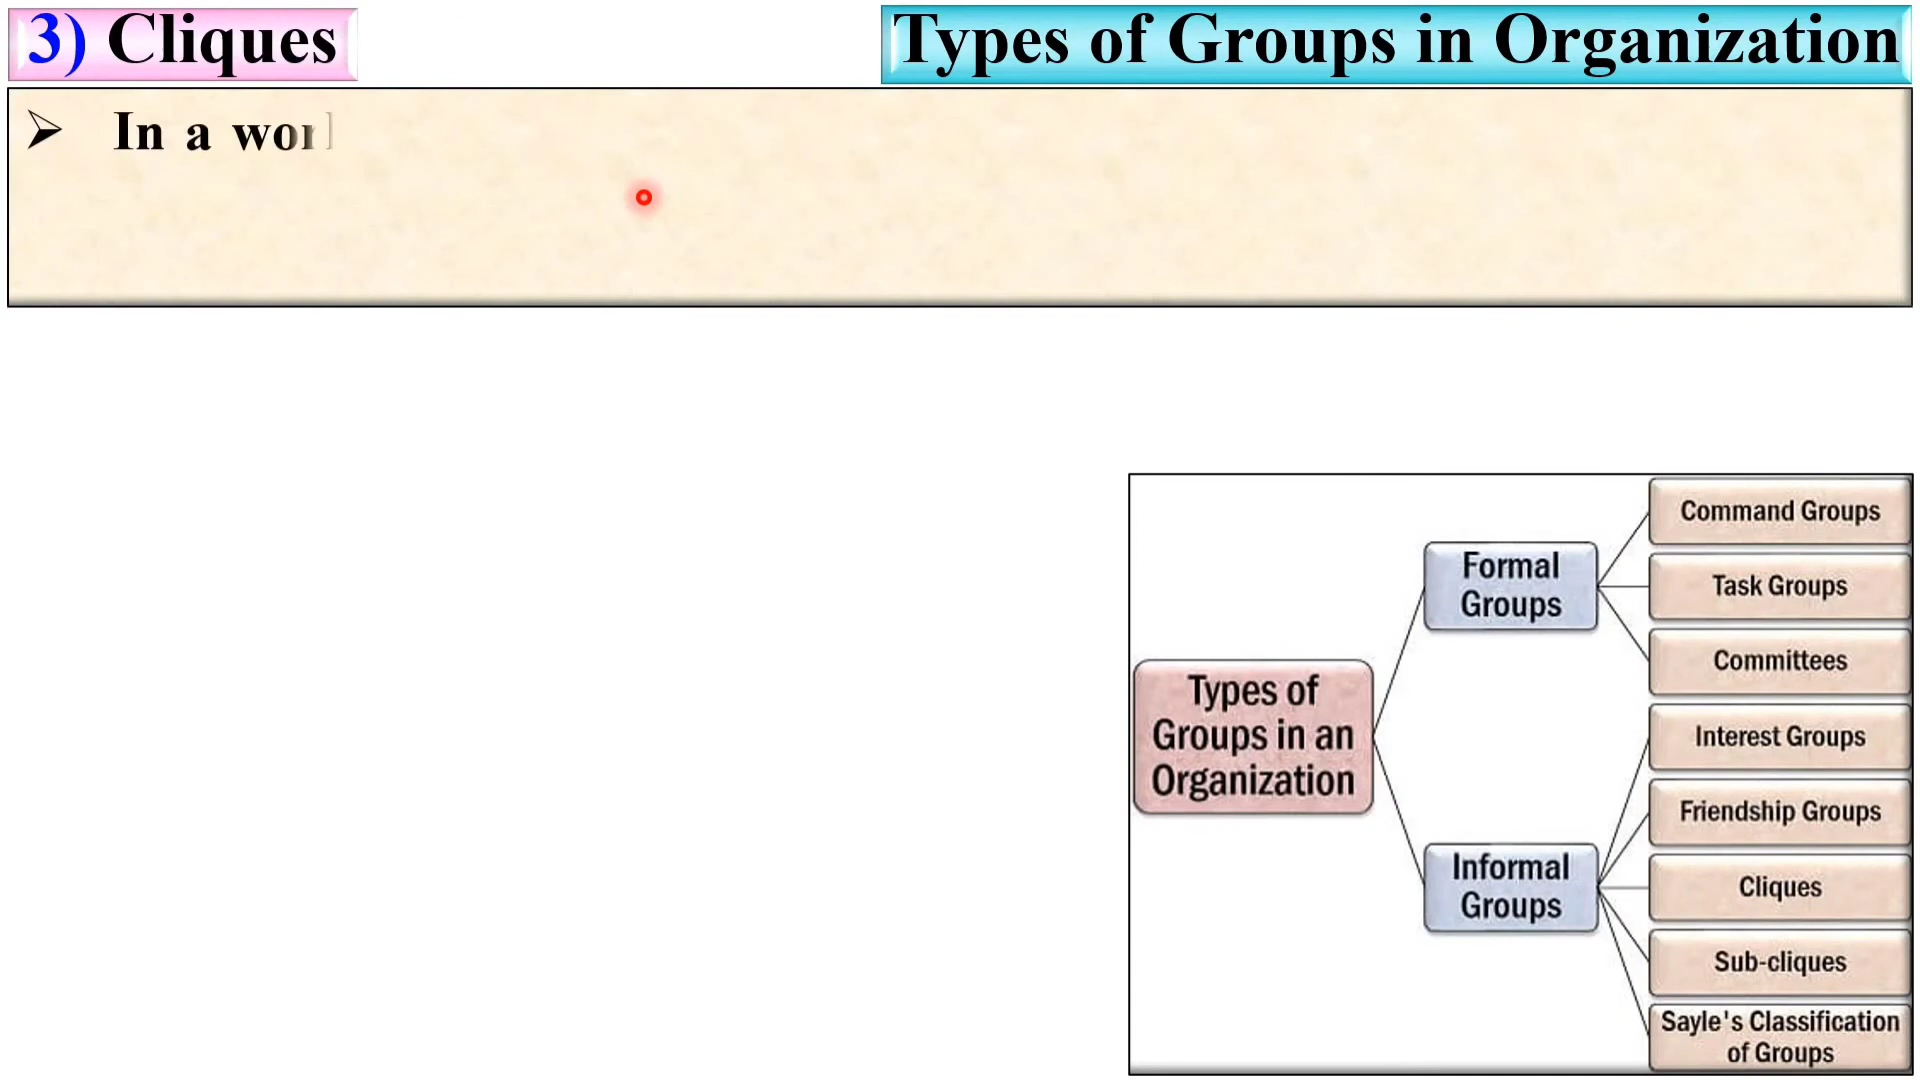 3) Cliques
Types of Groups in Organization
➢ In a
Command Groups
Formal
Groups
Task Groups
Committees
Types of
Groups in an
Organization
Interest Groups
Friendship Groups
Informal
Groups
Cliques
Sub-cliques
Sayle's Classification
of Groups